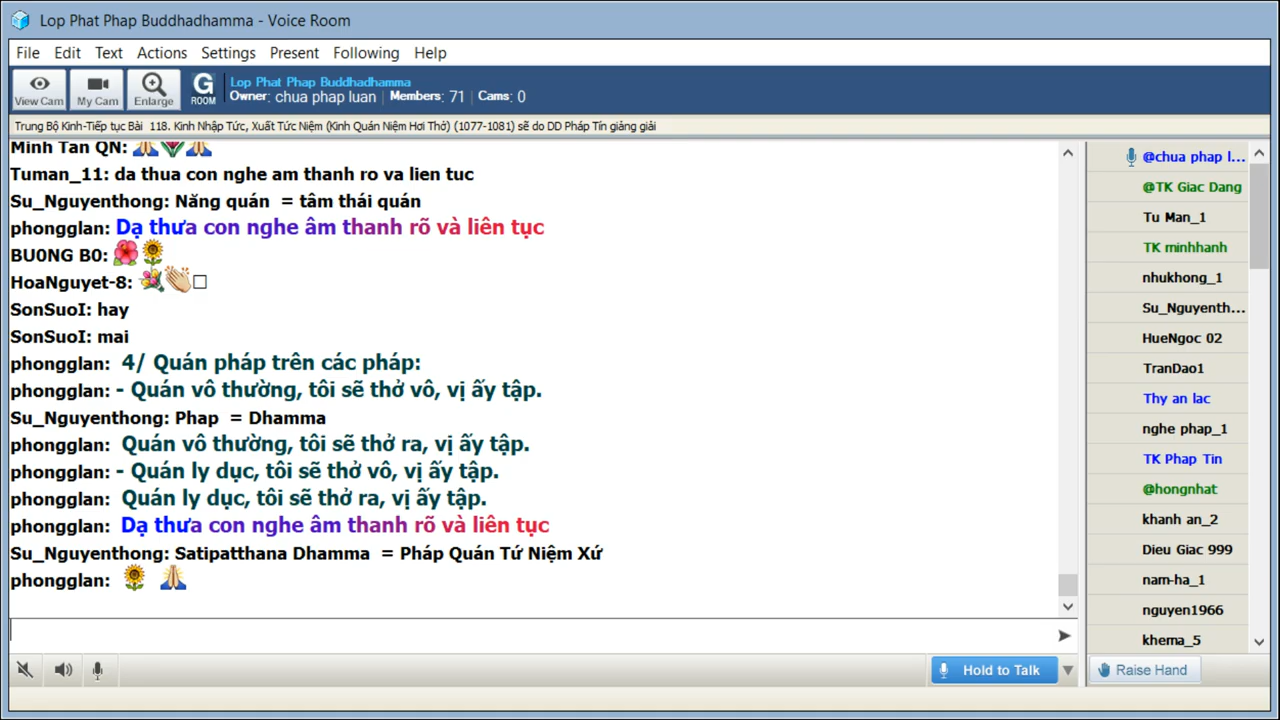 Lop Phat Phap Buddhadhamma - Voice Room
File Edit Text Actions Settings Present Following Help
View Cam My Cam Enlarge G ROOM
Lop Phat Phap Buddhadhamma
Owner: chua phap luan | Members: 71 | Cams: 0
Trung Bộ Kinh-Tiếp tục Bài 118. Kinh Nhập Tức, Xuất Tức Niệm (Kinh Quán Niệm Hơi Thở) (1077-1081) sẽ do DD Pháp Tín giảng giải
Minh Tan QN:
Tuman_11: da thua con nghe am thanh ro va lien tuc
Su_Nguyenthong: Năng quán = tâm thái quán
phongglan: Dạ thưa con nghe âm thanh rõ và liên tục
BU0NG B0:
HoaNguyet-8:
SonSuoI: hay
SonSuoI: mai
phongglan: 4/ Quán pháp trên các pháp:
phongglan: - Quán vô thường, tôi sẽ thở vô, vị ấy tập.
Su_Nguyenthong: Phap = Dhamma
phongglan: Quán vô thường, tôi sẽ thở ra, vị ấy tập.
phongglan: - Quán ly dục, tôi sẽ thở vô, vị ấy tập.
phongglan: Quán ly dục, tôi sẽ thở ra, vị ấy tập.
phongglan: Dạ thưa con nghe âm thanh rõ và liên tục
Su_Nguyenthong: Satipatthana Dhamma = Pháp Quán Tứ Niệm Xứ
phongglan:
@chua phap l...
@TK Giac Dang
Tu Man_1
TK minhhanh
nhukhong_1
Su_Nguyenth...
HueNgoc 02
TranDao1
Thy an lac
nghe phap_1
TK Phap Tin
@hongnhat
khanh an_2
Dieu Giac 999
nam-ha_1
nguyen1966
khema_5
Hold to Talk
Raise Hand